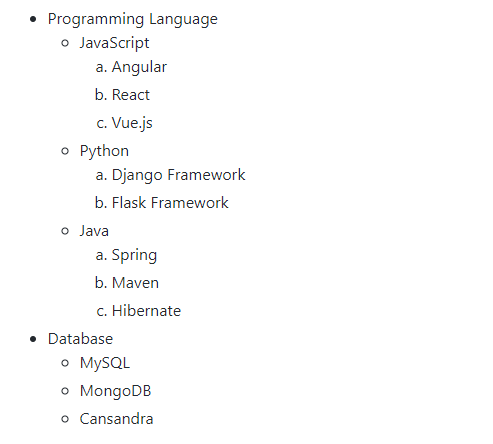 • Programming Language
○ JavaScript
a. Angular
b. React
c. Vue.js
○ Python
a. Django Framework
b. Flask Framework
○ Java
a. Spring
b. Maven
c. Hibernate
• Database
○ MySQL
○ MongoDB
○ Cansandra